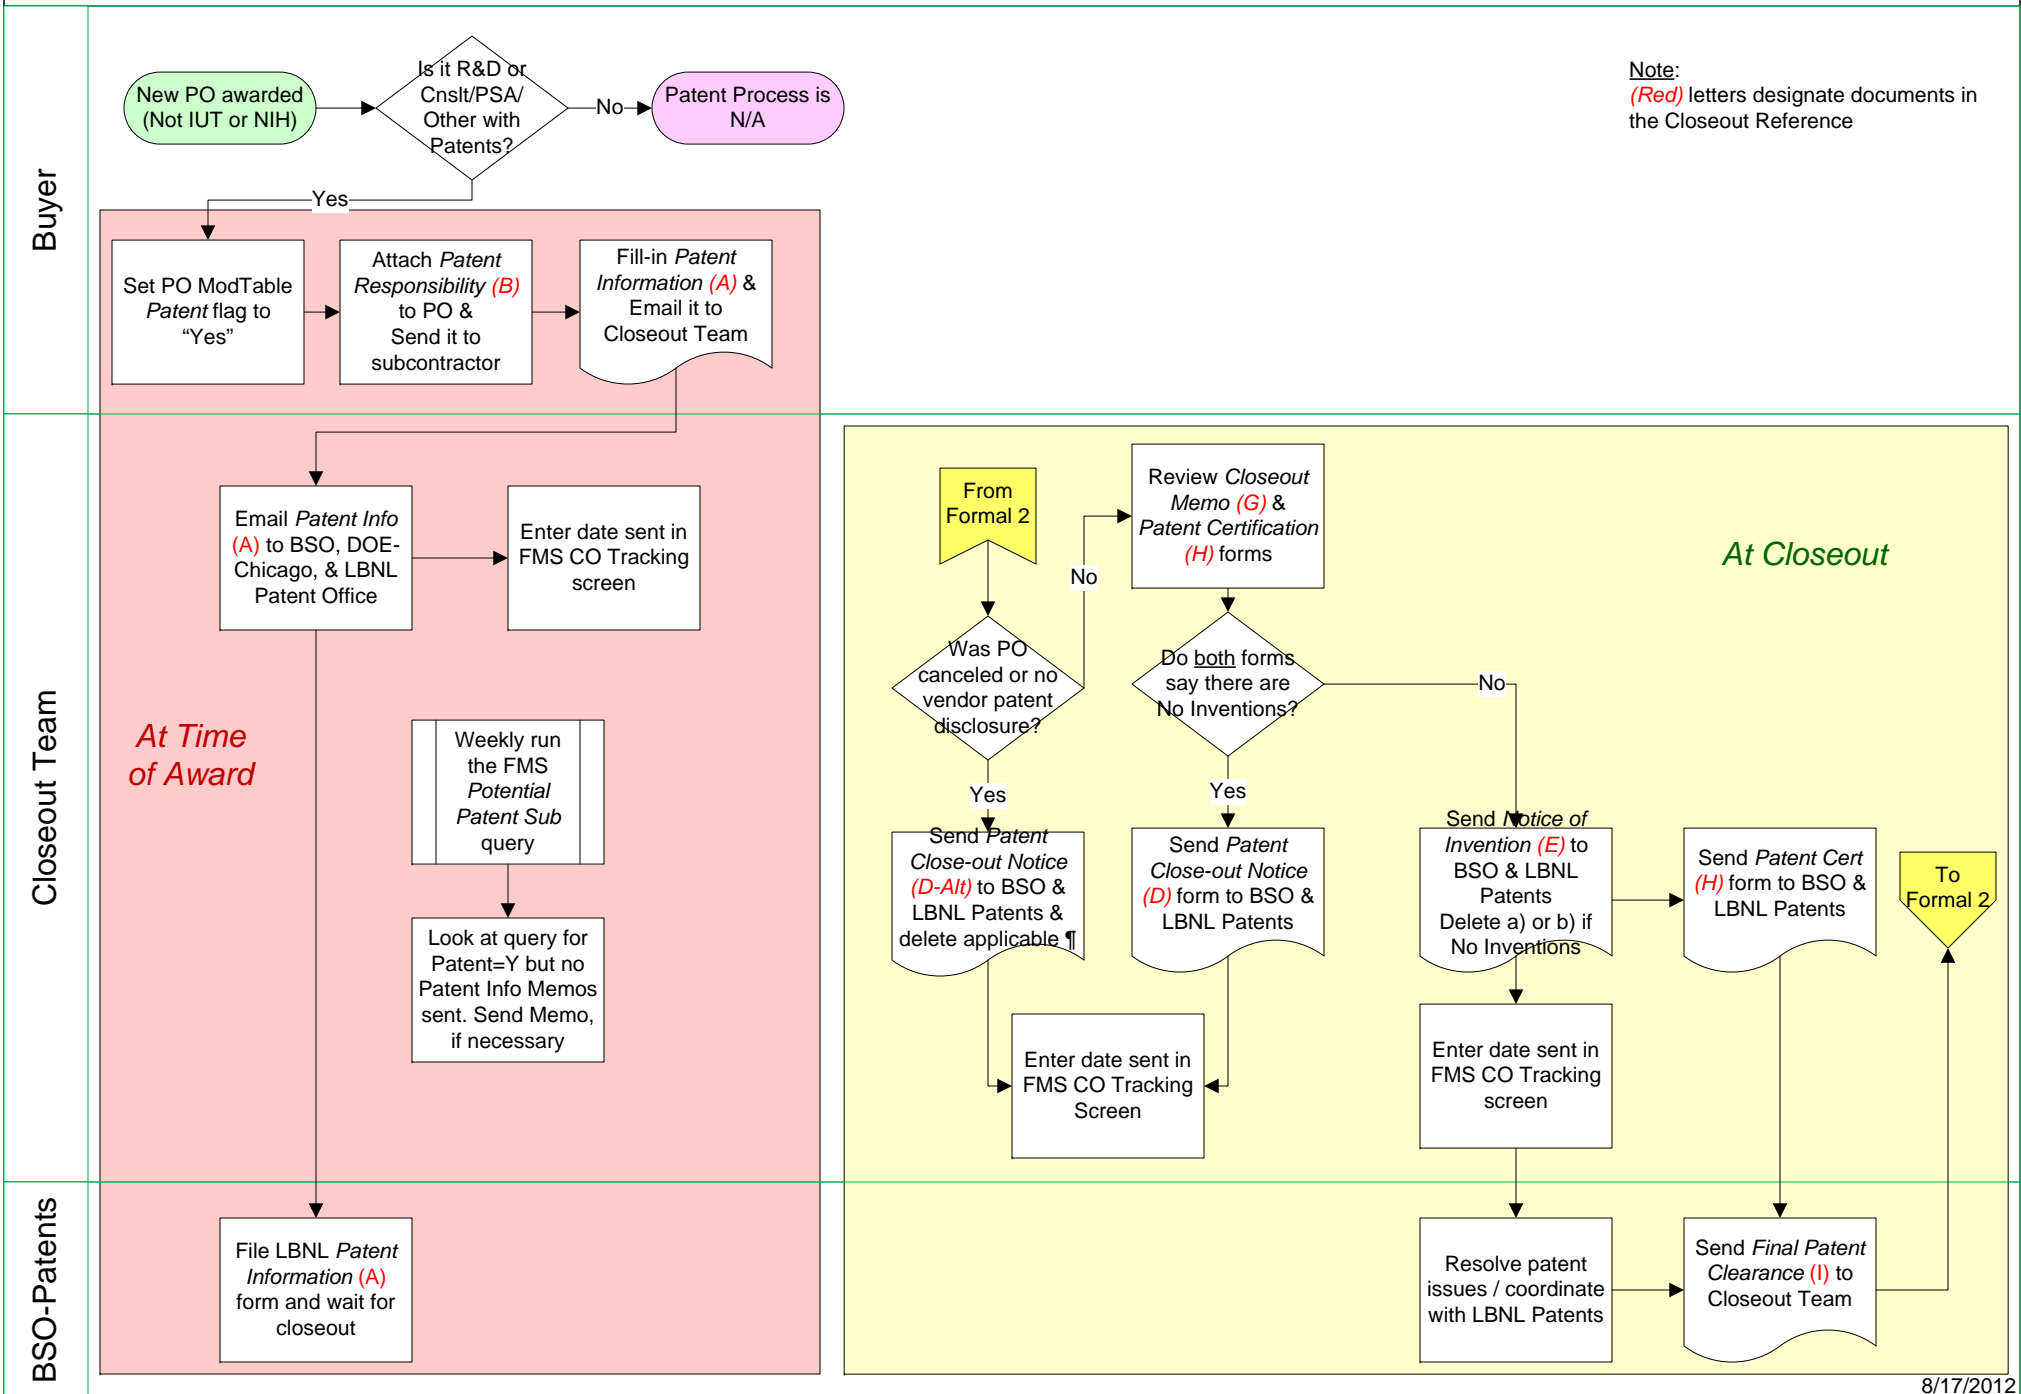 Buyer
New PO awarded
(Not IUT or NIH)
Is it R&D or
Cnslt/PSA/
Other with
Patents?
No
Patent Process is
N/A
Note:
(Red) letters designate documents in
the Closeout Reference
Yes
Set PO ModTable
Patent flag to
“Yes”
Attach Patent
Responsibility (B)
to PO &
Send it to
subcontractor
Fill-in Patent
Information (A) &
Email it to
Closeout Team
Closeout Team
At Time
of Award
Email Patent Info
(A) to BSO, DOE-
Chicago, & LBNL
Patent Office
Enter date sent in
FMS CO Tracking
screen
Weekly run
the FMS
Potential
Patent Sub
query
Look at query for
Patent=Y but no
Patent Info Memos
sent. Send Memo,
if necessary
At Closeout
From
Formal 2
Was PO
canceled or no
vendor patent
disclosure?
No
Review Closeout
Memo (G) &
Patent Certification
(H) forms
Do both forms
say there are
No Inventions?
No
Yes
Yes
Send Patent
Close-out Notice
(D-Alt) to BSO &
LBNL Patents &
delete applicable ¶
Send Patent
Close-out Notice
(D) form to BSO &
LBNL Patents
Send Notice of
Invention (E) to
BSO & LBNL
Patents
Delete a) or b) if
No Inventions
Send Patent Cert
(H) form to BSO &
LBNL Patents
To
Formal 2
Enter date sent in
FMS CO Tracking
Screen
Enter date sent in
FMS CO Tracking
screen
BSO-Patents
File LBNL Patent
Information (A)
form and wait for
closeout
Resolve patent
issues / coordinate
with LBNL Patents
Send Final Patent
Clearance (I) to
Closeout Team
8/17/2012